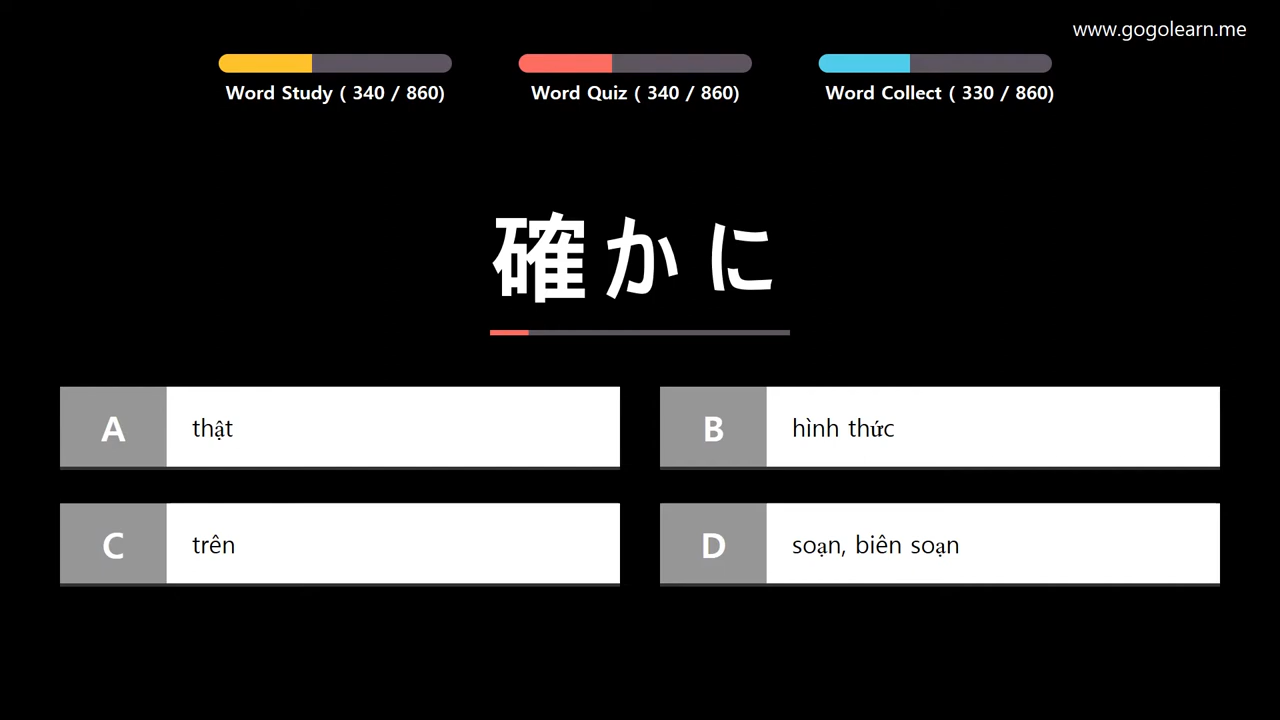 www.gogolearn.me
Word Study ( 340 / 860)
Word Quiz ( 340 / 860)
Word Collect ( 330 / 860)
確かに
A
thật
B
hình thức
C
trên
D
soạn, biên soạn